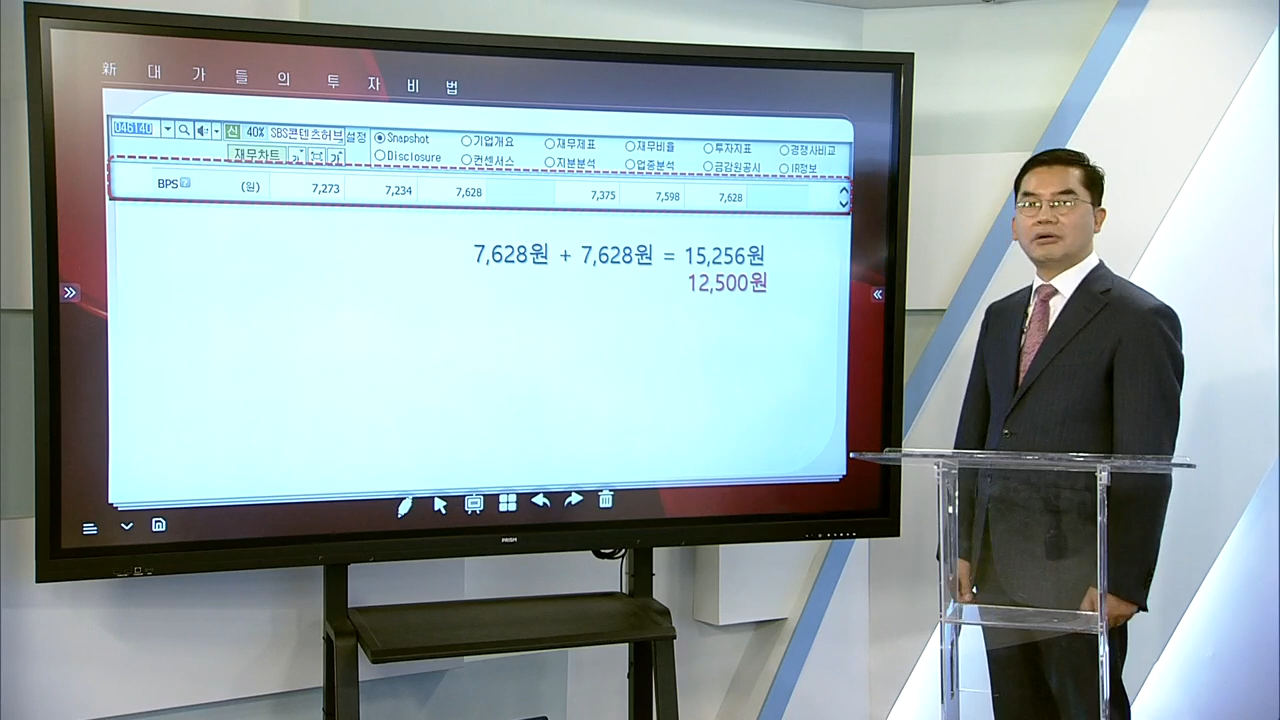 新 대 가 들 의 투 자 비 법
046140 신 40% SBS콘텐츠허브 설정 Snapshot 기업개요 재무제표 재무비율 투자지표 경쟁사비교
재무차트 Disclosure 컨센서스 지분분석 업종분석 금감원공시 IR정보
BPS (원) 7,273 7,234 7,628 7,375 7,598 7,628
7,628원 + 7,628원 = 15,256원
12,500원
PRISM